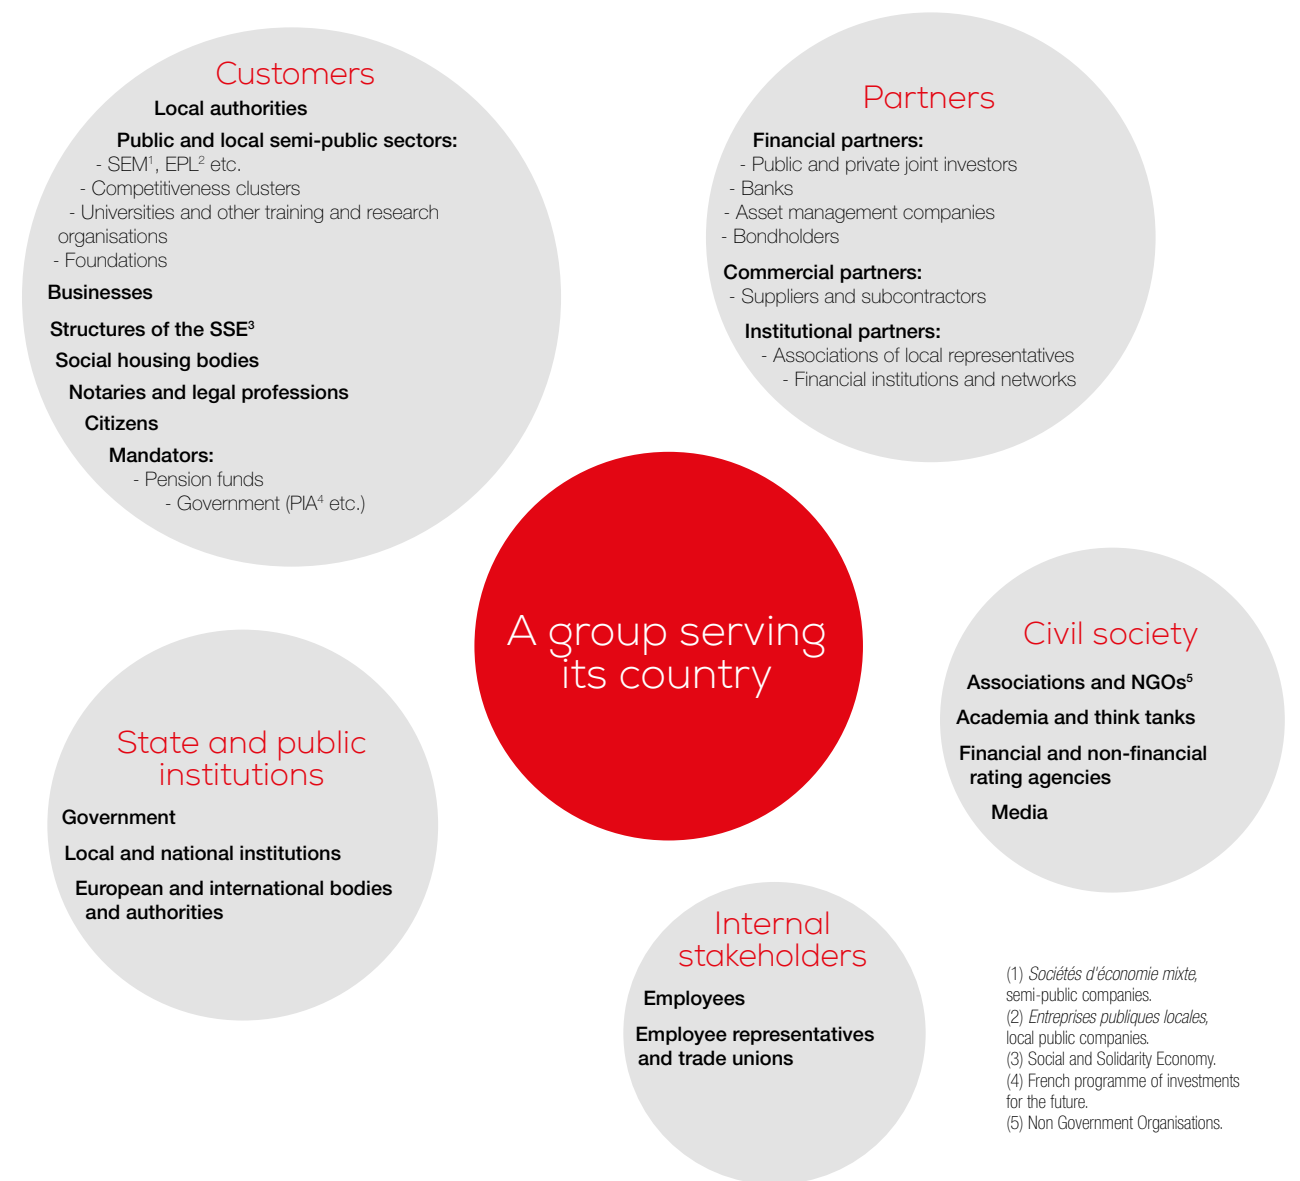 Customers
Local authorities
Public and local semi-public sectors:
- SEM¹, EPL² etc.
- Competitiveness clusters
- Universities and other training and research
organisations
- Foundations
Businesses
Structures of the SSE³
Social housing bodies
Notaries and legal professions
Citizens
Mandators:
- Pension funds
- Government (PIA⁴ etc.)
Partners
Financial partners:
- Public and private joint investors
- Banks
- Asset management companies
- Bondholders
Commercial partners:
- Suppliers and subcontractors
Institutional partners:
- Associations of local representatives
- Financial institutions and networks
A group serving
its country
Civil society
Associations and NGOs⁵
Academia and think tanks
Financial and non-financial
rating agencies
Media
State and public
institutions
Government
Local and national institutions
European and international bodies
and authorities
Internal
stakeholders
Employees
Employee representatives
and trade unions
(1) Sociétés d'économie mixte,
semi-public companies.
(2) Entreprises publiques locales,
local public companies.
(3) Social and Solidarity Economy.
(4) French programme of investments
for the future.
(5) Non Government Organisations.